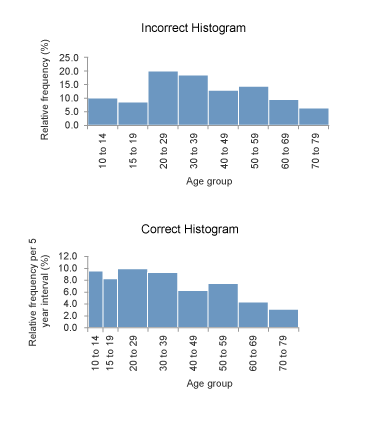 Incorrect Histogram
Relative frequency (%)
25.0
20.0
15.0
10.0
5.0
0.0
10 to 14
15 to 19
20 to 29
30 to 39
40 to 49
50 to 59
60 to 69
70 to 79
Age group
Correct Histogram
Relative frequency per 5
year interval (%)
12.0
10.0
8.0
6.0
4.0
2.0
0.0
10 to 14
15 to 19
20 to 29
30 to 39
40 to 49
50 to 59
60 to 69
70 to 79
Age group